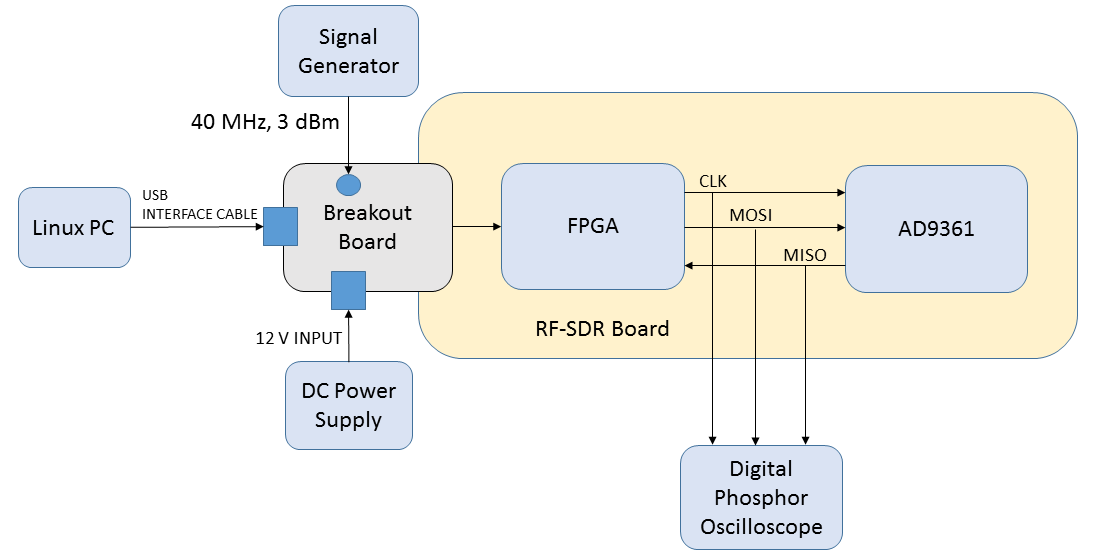 Signal
Generator
40 MHz, 3 dBm
USB
INTERFACE CABLE
Linux PC
Breakout
Board
FPGA
CLK
MOSI
MISO
AD9361
RF-SDR Board
12 V INPUT
DC Power
Supply
Digital
Phosphor
Oscilloscope